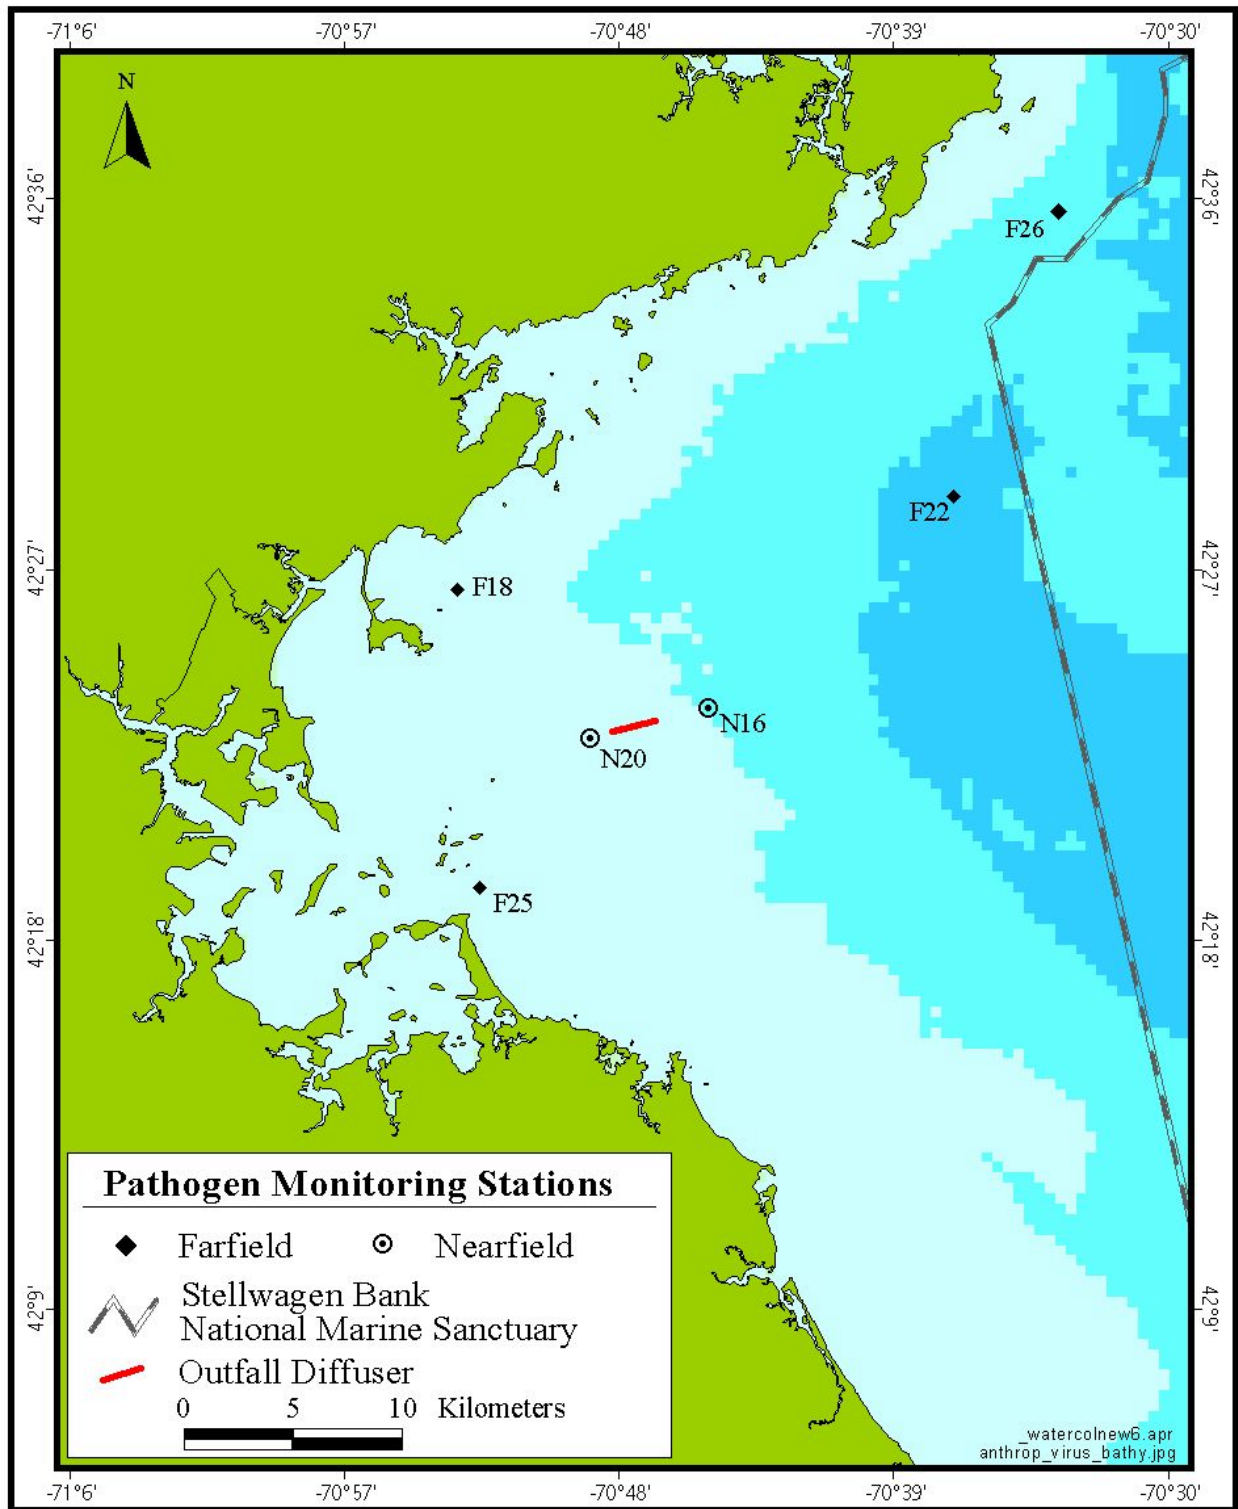 -71°6' -70°57' -70°48' -70°39' -70°30'
N
42°36' 42°36'
F26
F22
42°27' 42°27'
F18
N16
N20
F25
42°18' 42°18'
Pathogen Monitoring Stations
Farfield Nearfield
Stellwagen Bank
National Marine Sanctuary
42°9' 42°9'
Outfall Diffuser
0 5 10 Kilometers
_watercolnew6.apr
anthrop_virus_bathy.jpg
-71°6' -70°57' -70°48' -70°39' -70°30'